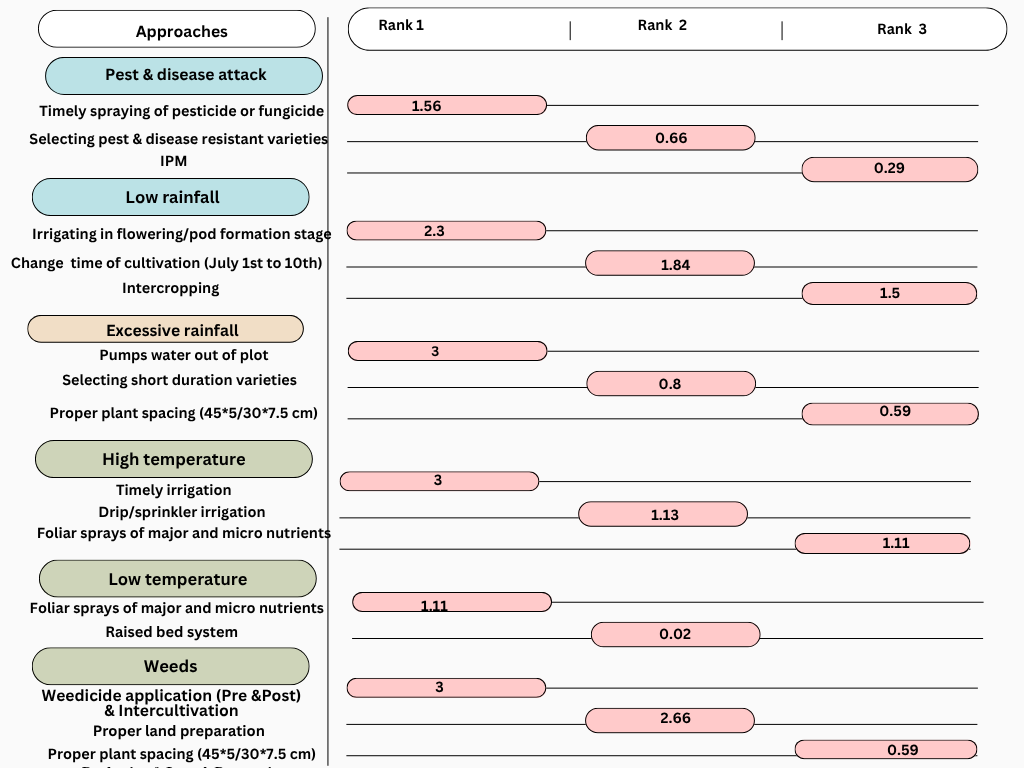 Approaches
Rank 1 | Rank 2 | Rank 3
Pest & disease attack
Timely spraying of pesticide or fungicide 1.56
Selecting pest & disease resistant varieties 0.66
IPM 0.29
Low rainfall
Irrigating in flowering/pod formation stage 2.3
Change time of cultivation (July 1st to 10th) 1.84
Intercropping 1.5
Excessive rainfall
Pumps water out of plot 3
Selecting short duration varieties 0.8
Proper plant spacing (45*5/30*7.5 cm) 0.59
High temperature
Timely irrigation 3
Drip/sprinkler irrigation 1.13
Foliar sprays of major and micro nutrients 1.11
Low temperature
Foliar sprays of major and micro nutrients 1.11
Raised bed system 0.02
Weeds
Weedicide application (Pre &Post) 3
& Intercultivation
Proper land preparation 2.66
Proper plant spacing (45*5/30*7.5 cm) 0.59